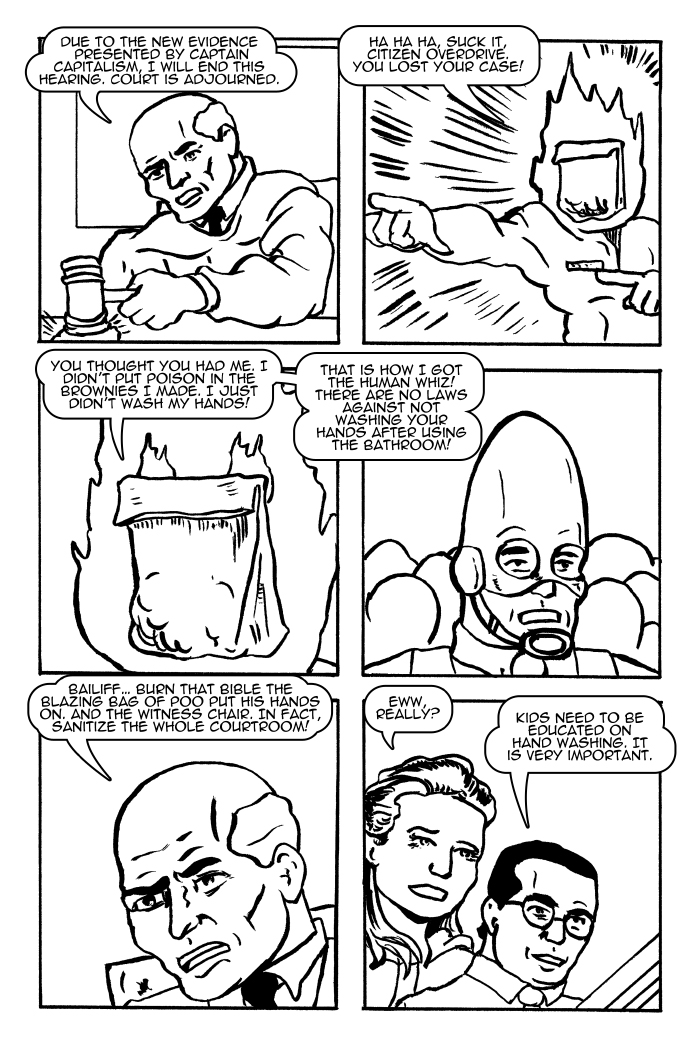 DUE TO THE NEW EVIDENCE
PRESENTED BY CAPTAIN
CAPITALISM, I WILL END THIS
HEARING. COURT IS ADJOURNED.
HA HA HA, SUCK IT,
CITIZEN OVERDRIVE.
YOU LOST YOUR CASE!
YOU THOUGHT YOU HAD ME. I
DIDN'T PUT POISON IN THE
BROWNIES I MADE. I JUST
DIDN'T WASH MY HANDS!
THAT IS HOW I GOT
THE HUMAN WHIZ!
THERE ARE NO LAWS
AGAINST NOT
WASHING YOUR
HANDS AFTER USING
THE BATHROOM!
BAILIFF... BURN THAT BIBLE THE
BLAZING BAG OF POO PUT HIS HANDS
ON. AND THE WITNESS CHAIR. IN FACT,
SANITIZE THE WHOLE COURTROOM!
EWW,
REALLY?
KIDS NEED TO BE
EDUCATED ON
HAND WASHING. IT
IS VERY IMPORTANT.